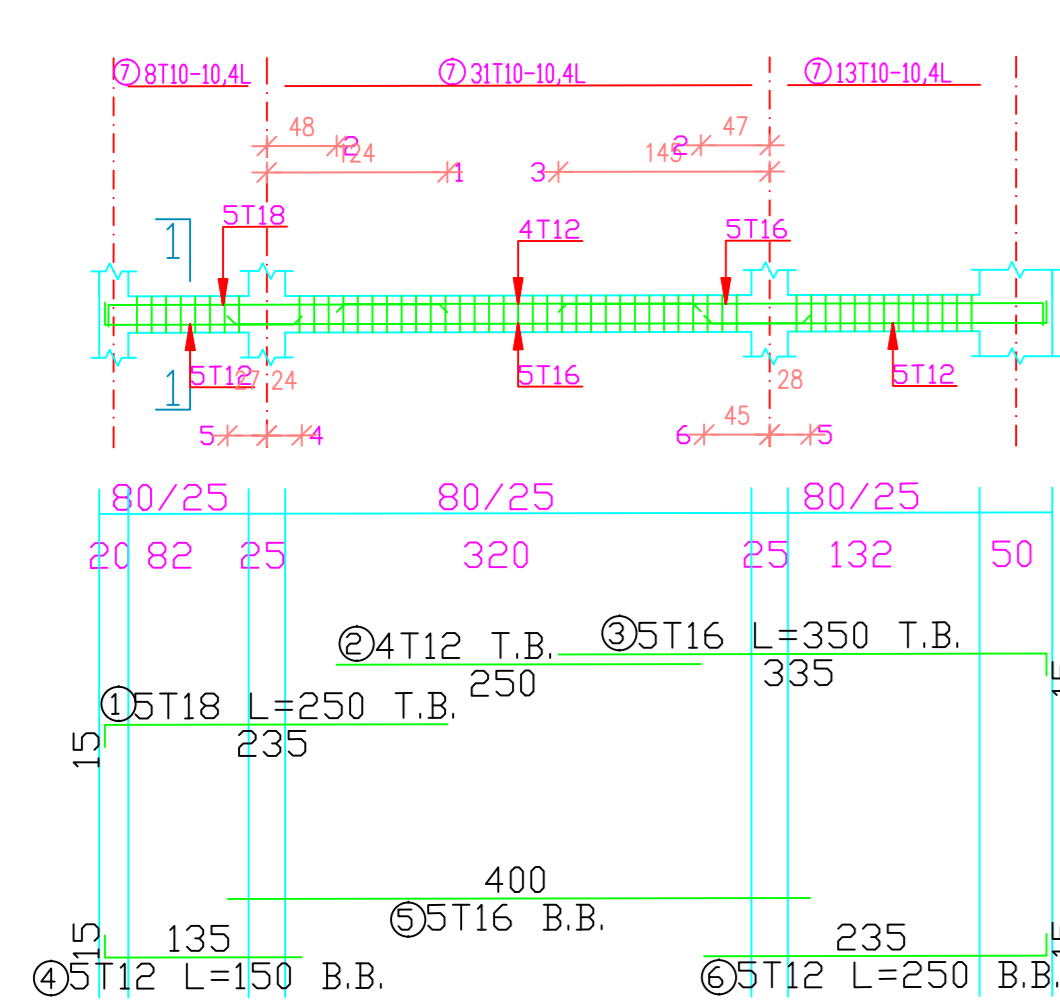 ⑦8T10-10,4L ⑦31T10-10,4L ⑦13T10-10,4L
48 2 2 47
124 1 3 145
5T18 4T12 5T16
1
1
5T12 27 24 5T16 28 5T12
5 4 6 45 5
80/25 80/25 80/25
20 82 25 320 25 132 50
②4T12 T.B. ③5T16 L=350 T.B.
250 335 15
①5T18 L=250 T.B.
15 235
400
⑤5T16 B.B.
15 135 235 15
④5T12 L=150 B.B. ⑥5T12 L=250 B.B.